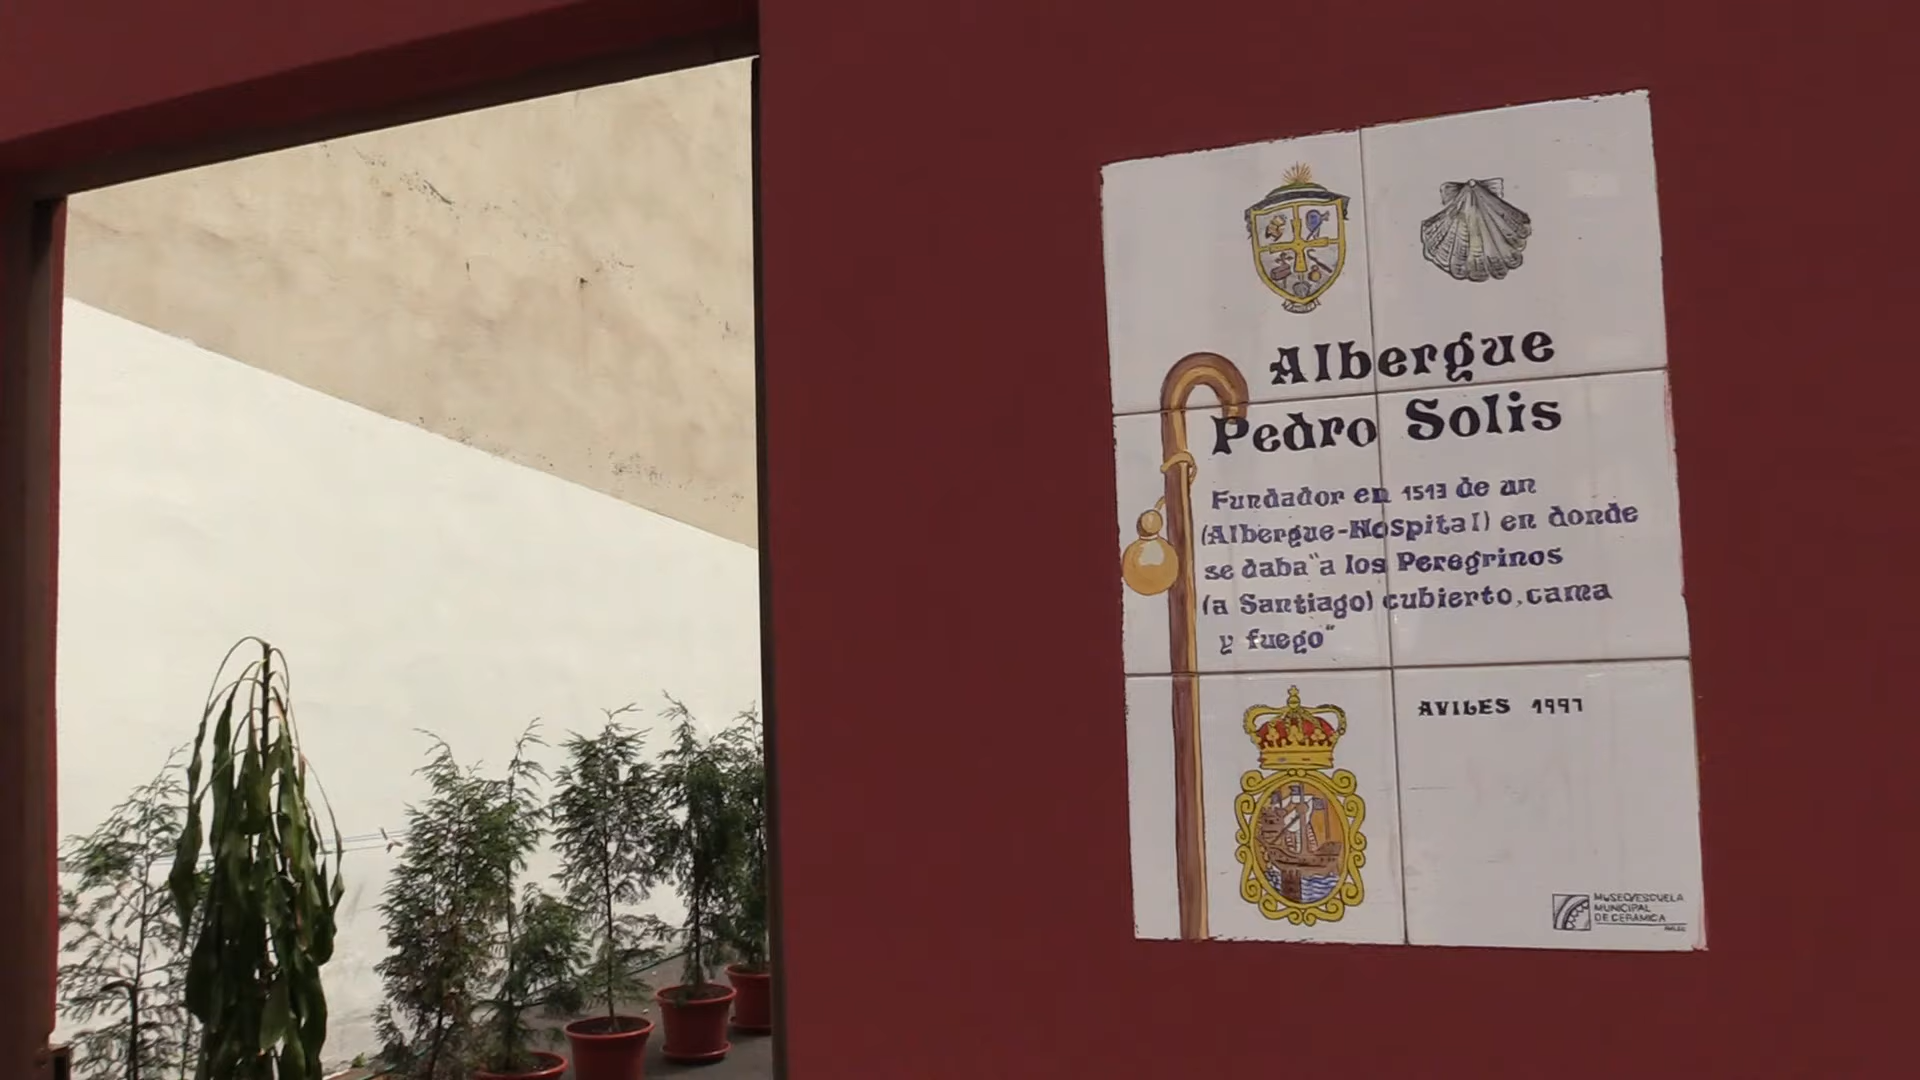 Albergue
Pedro Solis
Fundador en 1513 de un
(Albergue-Hospital) en donde
se daba "a los Peregrinos
(a Santiago) cubierto, cama
y fuego"
AVILES 1997
MUSEO/ESCUELA
MUNICIPAL
DE CERAMICA